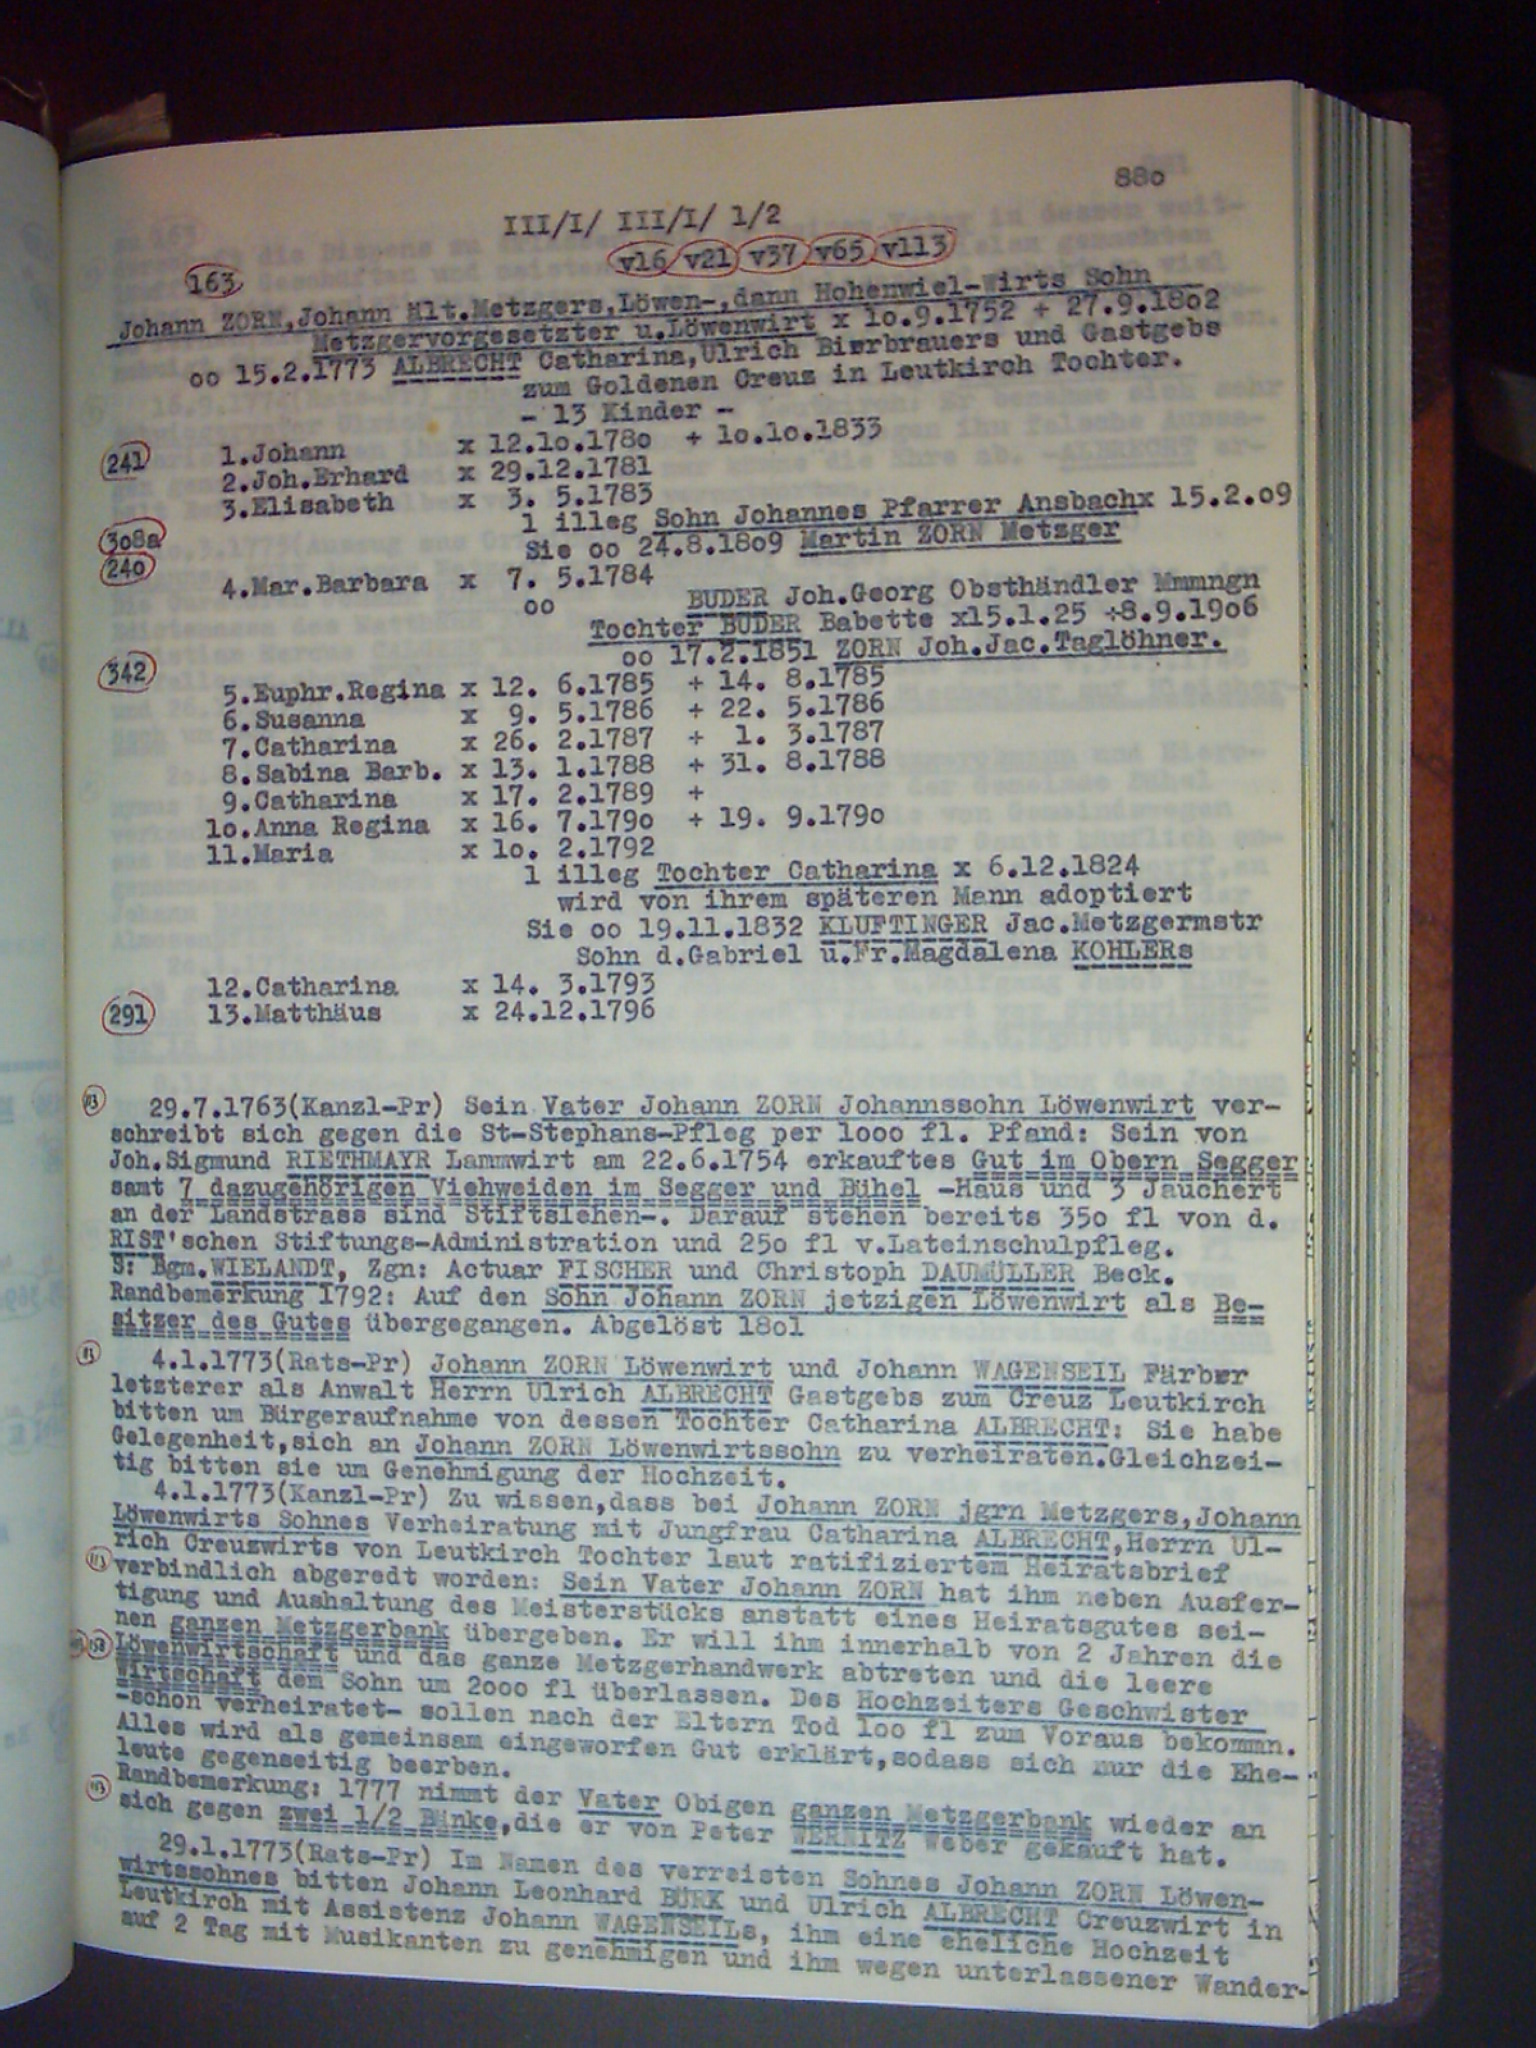 88o
III/I/ III/I/ 1/2
v16 v21 v37 v65 v113
163
Johann ZORN,Johann Hlt.Metzgers,Löwen-,dann Hohenwiel-Wirts Sohn
Metzgervorgesetzter u.Löwenwirt x 1o.9.1752 + 27.9.18o2
oo 15.2.1773 ALBRECHT Catharina,Ulrich Bierbrauers und Gastgebs
zum Goldenen Creuz in Leutkirch Tochter.
- 13 Kinder -
241 1.Johann x 12.1o.178o + 1o.1o.1833
2.Joh.Erhard x 29.12.1781
3.Elisabeth x 3. 5.1783
1 illeg Sohn Johannes Pfarrer Ansbachx 15.2.o9
3o8a Sie oo 24.8.18o9 Martin ZORN Metzger
24o 4.Mar.Barbara x 7. 5.1784
oo BUDER Joh.Georg Obsthändler Mmmngn
Tochter BUDER Babette x15.1.25 +8.9.19o6
342 oo 17.2.1851 ZORN Joh.Jac.Taglöhner.
5.Euphr.Regina x 12. 6.1785 + 14. 8.1785
6.Susanna x 9. 5.1786 + 22. 5.1786
7.Catharina x 26. 2.1787 + 1. 3.1787
8.Sabina Barb. x 13. 1.1788 + 31. 8.1788
9.Catharina x 17. 2.1789 +
1o.Anna Regina x 16. 7.179o + 19. 9.179o
11.Maria x 1o. 2.1792
1 illeg Tochter Catharina x 6.12.1824
wird von ihrem späteren Mann adoptiert
Sie oo 19.11.1832 KLUFTINGER Jac.Metzgermstr
Sohn d.Gabriel u.Fr.Magdalena KOHLERs
12.Catharina x 14. 3.1793
291 13.Matthäus x 24.12.1796
113 29.7.1763(Kanzl-Pr) Sein Vater Johann ZORN Johannssohn Löwenwirt ver-
schreibt sich gegen die St-Stephans-Pfleg per 1ooo fl. Pfand: Sein von
Joh.Sigmund RIETHMAYR Lammwirt am 22.6.1754 erkauftes Gut im Obern Segger
samt 7 dazugehörigen Viehweiden im Segger und Bühel -Haus und 3 Jauchert
an der Landstrass sind Stiftslehen-. Darauf stehen bereits 35o fl von d.
RIST'schen Stiftungs-Administration und 25o fl v.Lateinschulpfleg.
S: Bgm.WIELANDT, Zgn: Actuar FISCHER und Christoph DAUMÜLLER Beck.
Randbemerkung 1792: Auf den Sohn Johann ZORN jetzigen Löwenwirt als Be-
sitzer des Gutes übergegangen. Abgelöst 18o1
113 4.1.1773(Rats-Pr) Johann ZORN Löwenwirt und Johann WAGENSEIL Färber
letzterer als Anwalt Herrn Ulrich ALBRECHT Gastgebs zum Creuz Leutkirch
bitten um Bürgeraufnahme von dessen Tochter Catharina ALBRECHT: Sie habe
Gelegenheit,sich an Johann ZORN Löwenwirtssohn zu verheiraten.Gleichzei-
tig bitten sie um Genehmigung der Hochzeit.
4.1.1773(Kanzl-Pr) Zu wissen,dass bei Johann ZORN jgrn Metzgers,Johann
Löwenwirts Sohnes Verheiratung mit Jungfrau Catharina ALBRECHT,Herrn Ul-
rich Creuzwirts von Leutkirch Tochter laut ratifiziertem Heiratsbrief
113 verbindlich abgeredt worden: Sein Vater Johann ZORN hat ihm neben Ausfer-
tigung und Aushaltung des Meisterstücks anstatt eines Heiratsgutes sei-
nen ganzen Metzgerbank übergeben. Er will ihm innerhalb von 2 Jahren die
Löwenwirtschaft und das ganze Metzgerhandwerk abtreten und die leere
Wirtschaft dem Sohn um 2ooo fl überlassen. Des Hochzeiters Geschwister
-schon verheiratet- sollen nach der Eltern Tod 1oo fl zum Voraus bekommn.
Alles wird als gemeinsam eingeworfen Gut erklärt,sodass sich nur die Ehe-
leute gegenseitig beerben.
113 Randbemerkung: 1777 nimmt der Vater Obigen ganzen Metzgerbank wieder an
sich gegen zwei 1/2 Bänke,die er von Peter WERNITZ Weber gekauft hat.
29.1.1773(Rats-Pr) Im Namen des verreisten Sohnes Johann ZORN Löwen-
wirtssohnes bitten Johann Leonhard BÜRK und Ulrich ALBRECHT Creuzwirt in
Leutkirch mit Assistenz Johann WAGENSEILs, ihm eine eheliche Hochzeit
auf 2 Tag mit Musikanten zu genehmigen und ihm wegen unterlassener Wander-